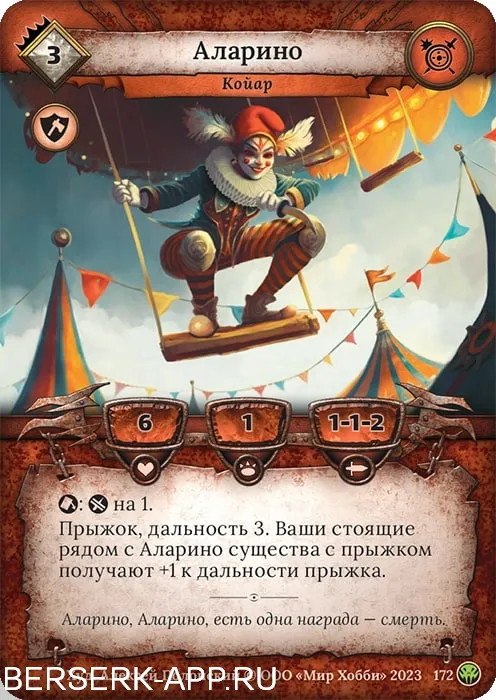 3
Аларино
Койар
6
1
1-1-2
: на 1.
Прыжок, дальность 3. Ваши стоящие
рядом с Аларино существа с прыжком
получают +1 к дальности прыжка.
Аларино, Аларино, есть одна награда — смерть.
© ООО «Мир Хобби» 2023 172
BERSERK-APP.RU